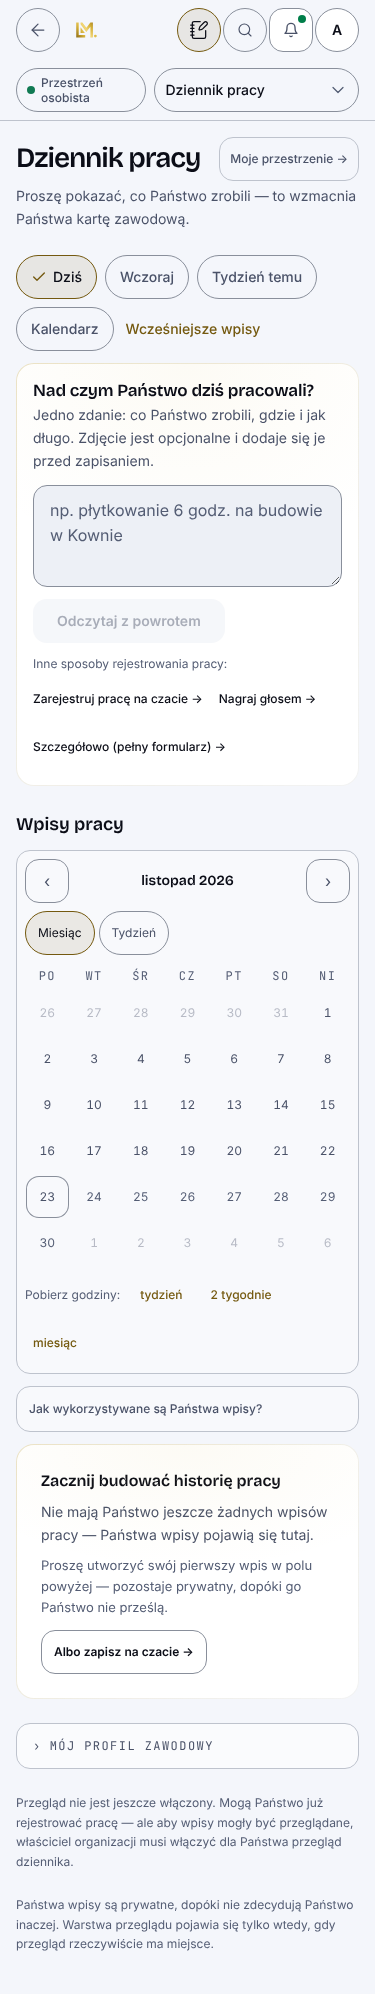 LM.
A
Przestrzeń
osobista
Dziennik pracy
Dziennik pracy
Moje przestrzenie →
Proszę pokazać, co Państwo zrobili — to wzmacnia
Państwa kartę zawodową.
Dziś
Wczoraj
Tydzień temu
Kalendarz
Wcześniejsze wpisy
Nad czym Państwo dziś pracowali?
Jedno zdanie: co Państwo zrobili, gdzie i jak
długo. Zdjęcie jest opcjonalne i dodaje się je
przed zapisaniem.
np. płytkowanie 6 godz. na budowie
w Kownie
Odczytaj z powrotem
Inne sposoby rejestrowania pracy:
Zarejestruj pracę na czacie →
Nagraj głosem →
Szczegółowo (pełny formularz) →
Wpisy pracy
‹
listopad 2026
›
Miesiąc
Tydzień
PO WT ŚR CZ PT SO NI
26 27 28 29 30 31 1
2 3 4 5 6 7 8
9 10 11 12 13 14 15
16 17 18 19 20 21 22
23 24 25 26 27 28 29
30 1 2 3 4 5 6
Pobierz godziny: tydzień 2 tygodnie
miesiąc
Jak wykorzystywane są Państwa wpisy?
Zacznij budować historię pracy
Nie mają Państwo jeszcze żadnych wpisów
pracy — Państwa wpisy pojawią się tutaj.
Proszę utworzyć swój pierwszy wpis w polu
powyżej — pozostaje prywatny, dopóki go
Państwo nie prześlą.
Albo zapisz na czacie →
› MÓJ PROFIL ZAWODOWY
Przegląd nie jest jeszcze włączony. Mogą Państwo już
rejestrować pracę — ale aby wpisy mogły być przeglądane,
właściciel organizacji musi włączyć dla Państwa przegląd
dziennika.
Państwa wpisy są prywatne, dopóki nie zdecydują Państwo
inaczej. Warstwa przeglądu pojawia się tylko wtedy, gdy
przegląd rzeczywiście ma miejsce.